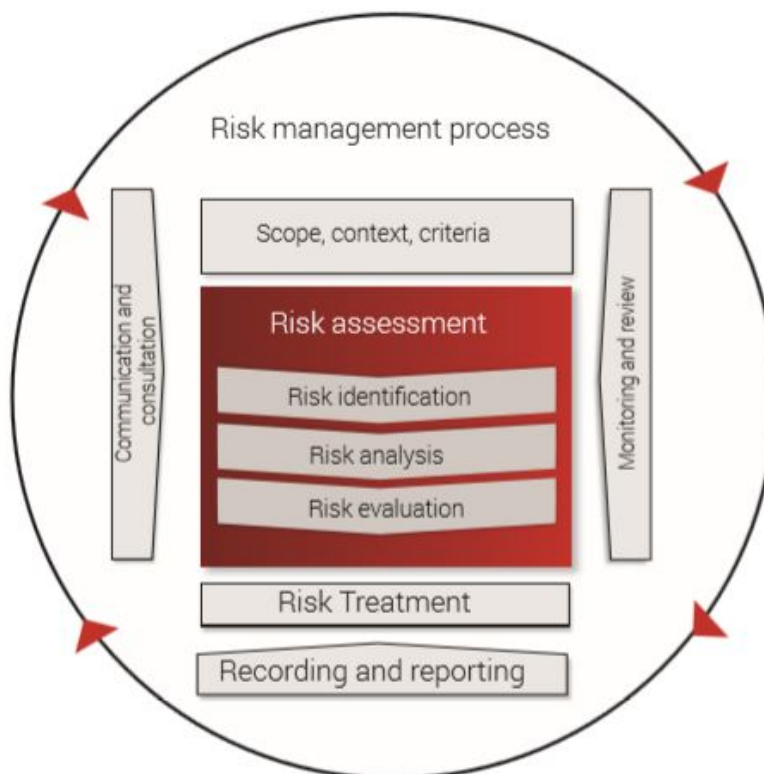 Risk management process
Scope, context, criteria
Communication and
consultation
Risk assessment
Risk identification
Risk analysis
Risk evaluation
Monitoring and review
Risk Treatment
Recording and reporting